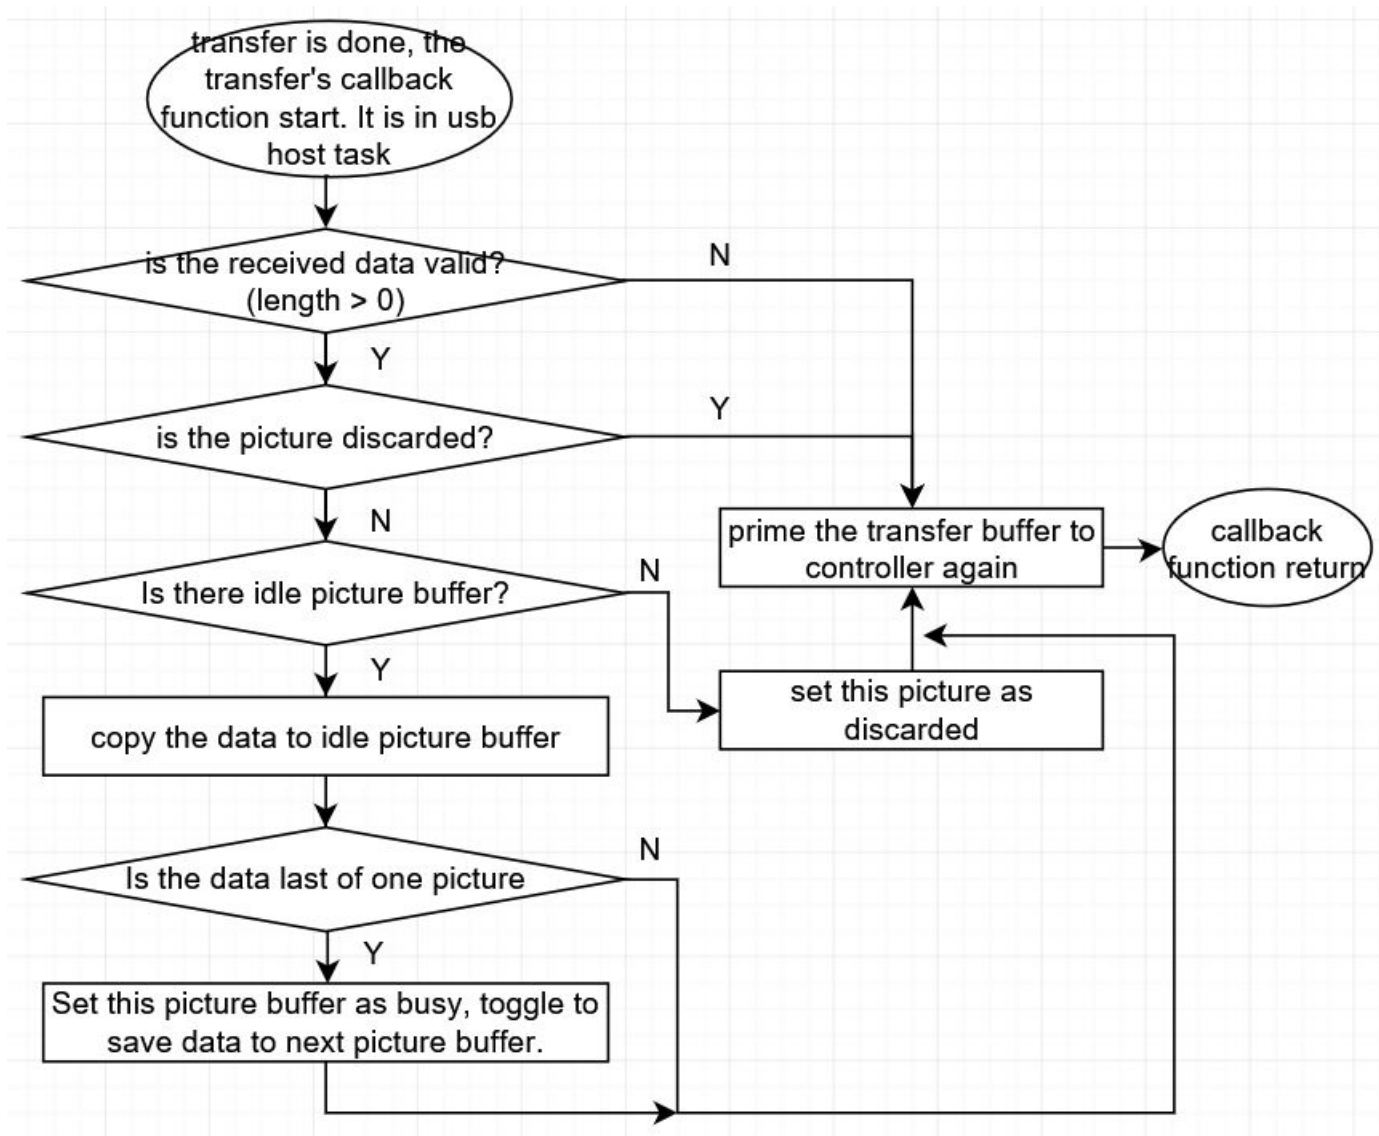 transfer is done, the
transfer's callback
function start. It is in usb
host task
is the received data valid?
(length > 0)
N
Y
is the picture discarded?
Y
N
Is there idle picture buffer?
N
Y
prime the transfer buffer to
controller again
callback
function return
set this picture as
discarded
copy the data to idle picture buffer
Is the data last of one picture
N
Y
Set this picture buffer as busy, toggle to
save data to next picture buffer.